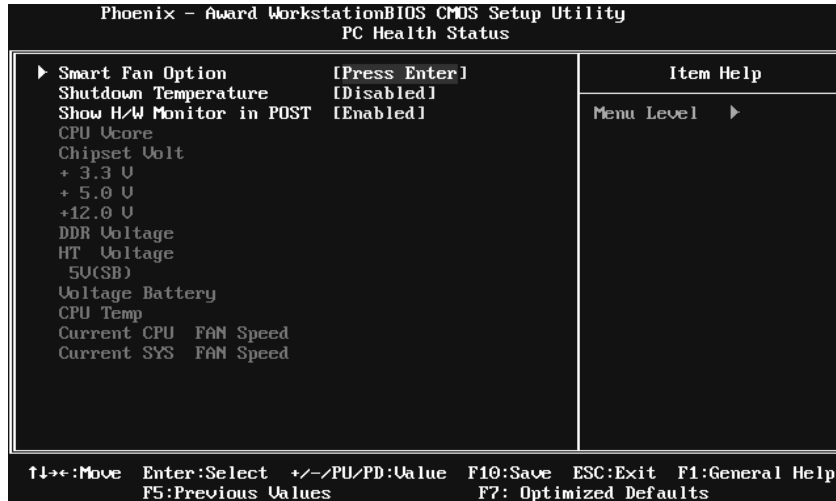 Phoenix - Award WorkstationBIOS CMOS Setup Utility
PC Health Status
▶ Smart Fan Option [Press Enter]
Shutdown Temperature [Disabled]
Show H/W Monitor in POST [Enabled]
CPU Vcore
Chipset Volt
+ 3.3 V
+ 5.0 V
+12.0 V
DDR Voltage
HT Voltage
5V(SB)
Voltage Battery
CPU Temp
Current CPU FAN Speed
Current SYS FAN Speed
Item Help
Menu Level ▶
↑↓→←:Move Enter:Select +/-/PU/PD:Value F10:Save ESC:Exit F1:General Help
F5:Previous Values F7: Optimized Defaults